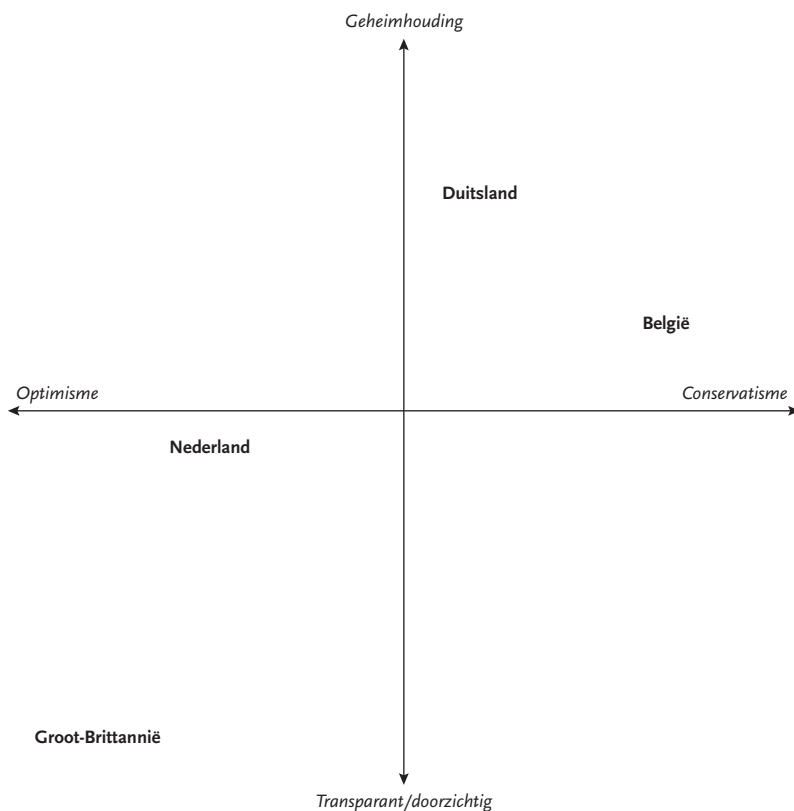 Geheimhouding
Duitsland
België
Optimisme
Conservatisme
Nederland
Groot-Brittannië
Transparant/doorzichtig